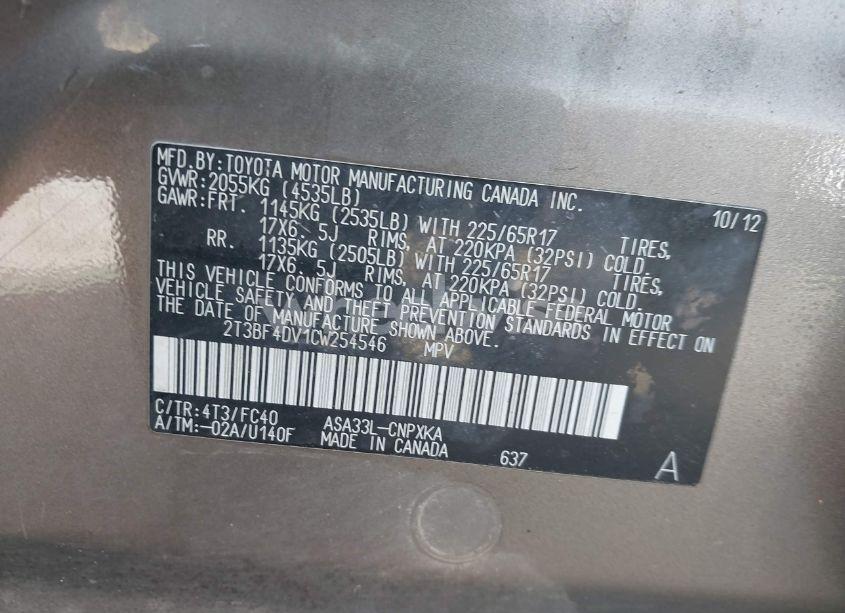 MFD.BY:TOYOTA MOTOR MANUFACTURING CANADA INC.
GVWR:2055KG (4535LB) 10/12
GAWR:FRT. 1145KG (2535LB) WITH 225/65R17 TIRES,
17X6. 5J RIMS, AT 220KPA (32PSI) COLD.
RR. 1135KG (2505LB) WITH 225/65R17 TIRES,
17X6. 5J RIMS, AT 220KPA (32PSI) COLD.
THIS VEHICLE CONFORMS TO ALL APPLICABLE FEDERAL MOTOR
VEHICLE SAFETY AND THEFT PREVENTION STANDARDS IN EFFECT ON
THE DATE OF MANUFACTURE SHOWN ABOVE.
2T3BF4DV1CW254546 MPV
C/TR:4T3/FC40 ASA33L-CNPXKA
A/TM:-02A/U140F MADE IN CANADA 637 A